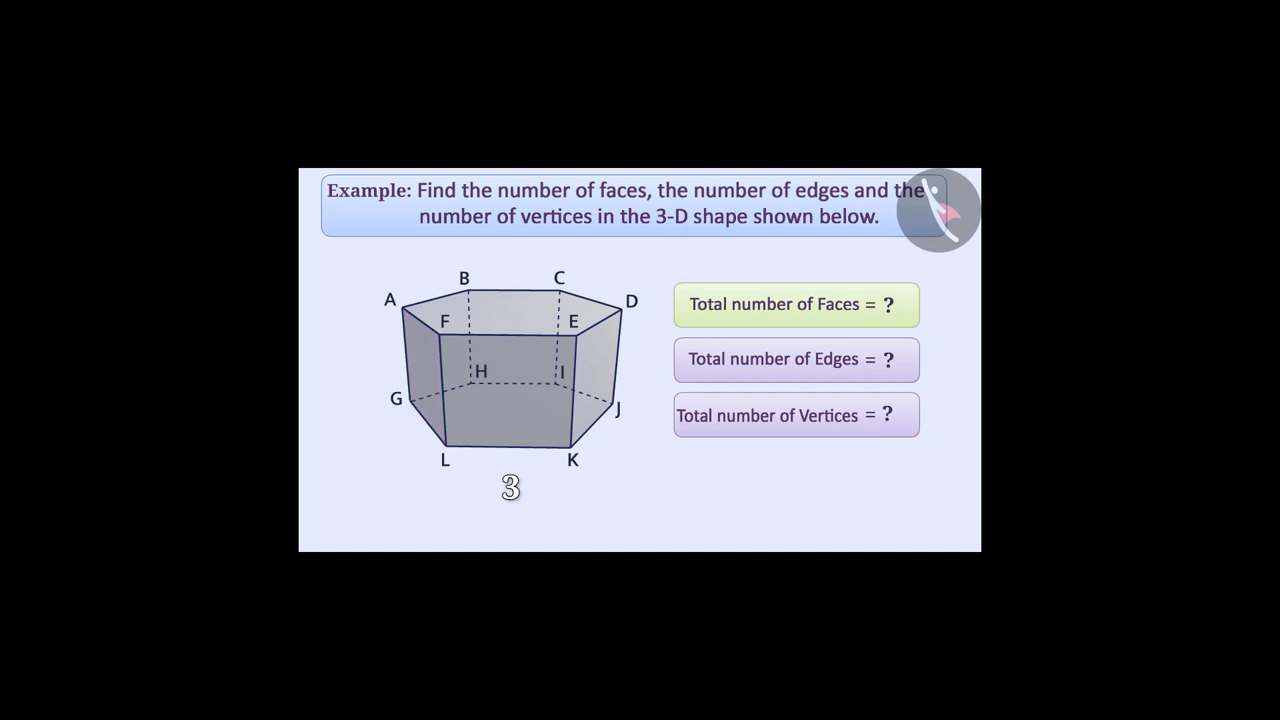 Example: Find the number of faces, the number of edges and the
number of vertices in the 3-D shape shown below.
B
C
A
D
F
E
H
I
G
J
L
K
3
Total number of Faces = ?
Total number of Edges = ?
Total number of Vertices = ?